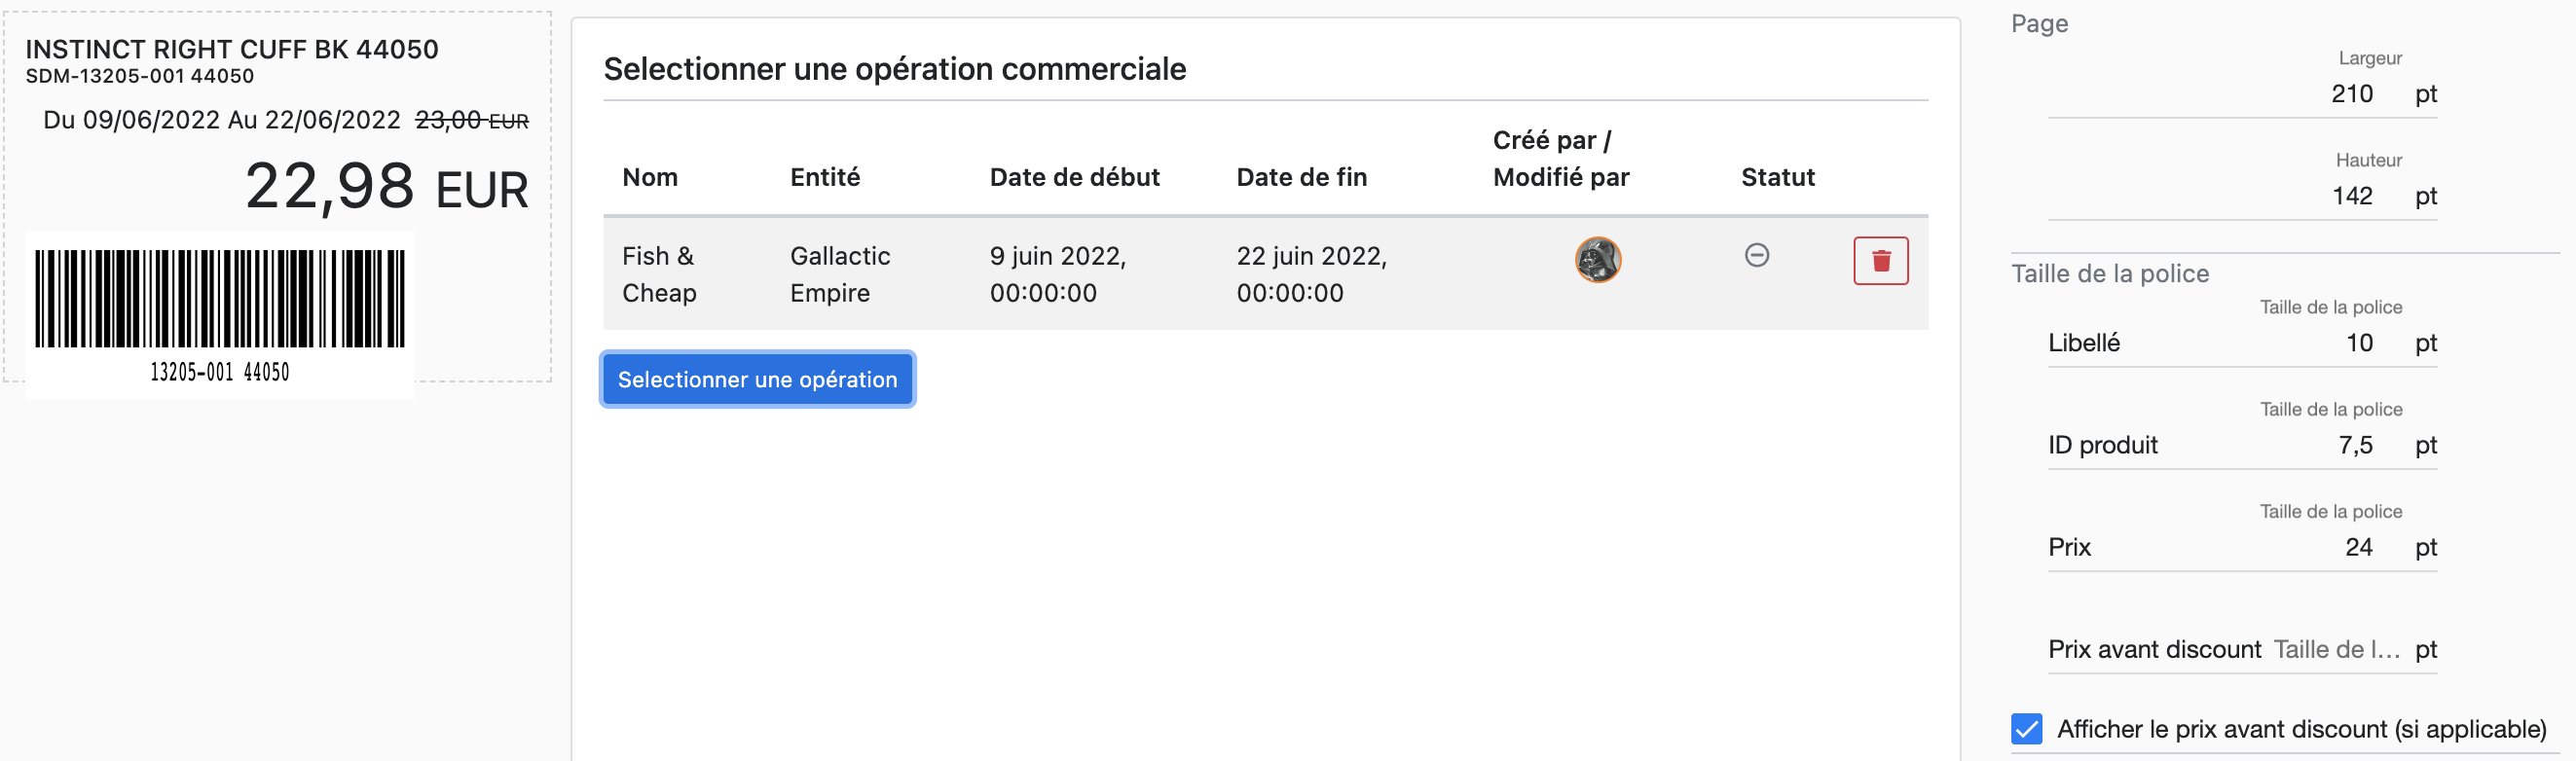 INSTINCT RIGHT CUFF BK 44050
SDM-13205-001 44050
Du 09/06/2022 Au 22/06/2022 23,00 EUR
22,98 EUR
13205-001 44050
Selectionner une opération commerciale
Nom Entité Date de début Date de fin Créé par / Modifié par Statut
Fish & Cheap Gallactic Empire 9 juin 2022, 00:00:00 22 juin 2022, 00:00:00
Selectionner une opération
Page
Largeur
210 pt
Hauteur
142 pt
Taille de la police
Taille de la police
Libellé 10 pt
Taille de la police
ID produit 7,5 pt
Taille de la police
Prix 24 pt
Prix avant discount Taille de l... pt
Afficher le prix avant discount (si applicable)